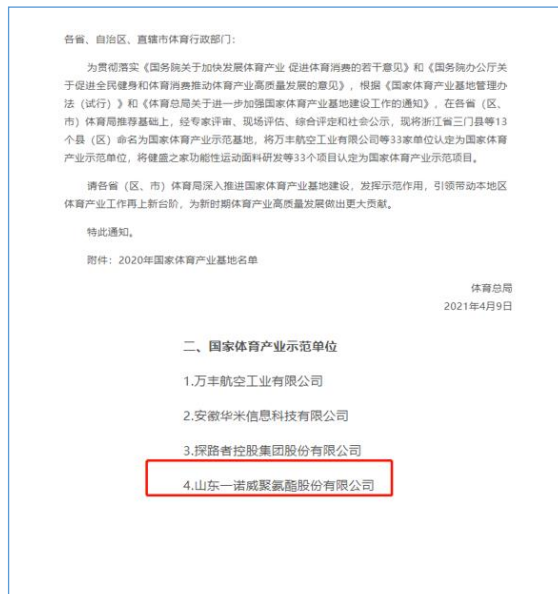 各省、自治区、直辖市体育行政部门：
为贯彻落实《国务院关于加快发展体育产业 促进体育消费的若干意见》和《国务院办公厅关
于促进全民健身和体育消费推动体育产业高质量发展的意见》，根据《国家体育产业基地管理办
法（试行）》和《体育总局关于进一步加强国家体育产业基地建设工作的通知》，在各省（区、
市）体育局推荐基础上，经专家评审、现场评估、综合评定和社会公示，现将浙江省三门县等13
个县（区）命名为国家体育产业示范基地，将万丰航空工业有限公司等33家单位认定为国家体育
产业示范单位，将健盛之家功能性运动面料研发等33个项目认定为国家体育产业示范项目。
请各省（区、市）体育局深入推进国家体育产业基地建设，发挥示范作用，引领带动本地区
体育产业工作再上新台阶，为新时期体育产业高质量发展做出更大贡献。
特此通知。
附件：2020年国家体育产业基地名单
体育总局
2021年4月9日
二、国家体育产业示范单位
1.万丰航空工业有限公司
2.安徽华米信息科技有限公司
3.探路者控股集团股份有限公司
4.山东一诺威聚氨酯股份有限公司